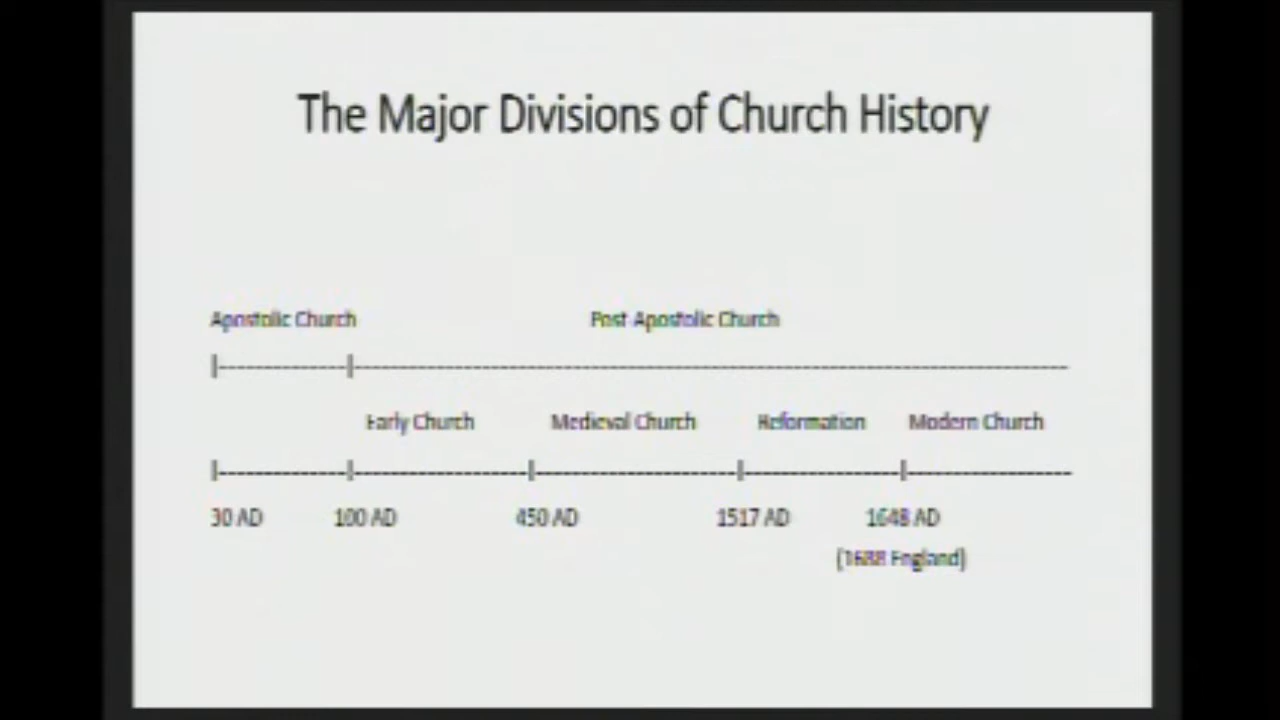 The Major Divisions of Church History
Apostolic Church Post-Apostolic Church
|--------------------|--------------------------------------------------------------------------------------------------------------
Early Church Medieval Church Reformation Modern Church
|--------------------|---------------------------|--------------------------------|------------------------|-------------------------
30 AD 100 AD 450 AD 1517 AD 1648 AD
(1688 England)